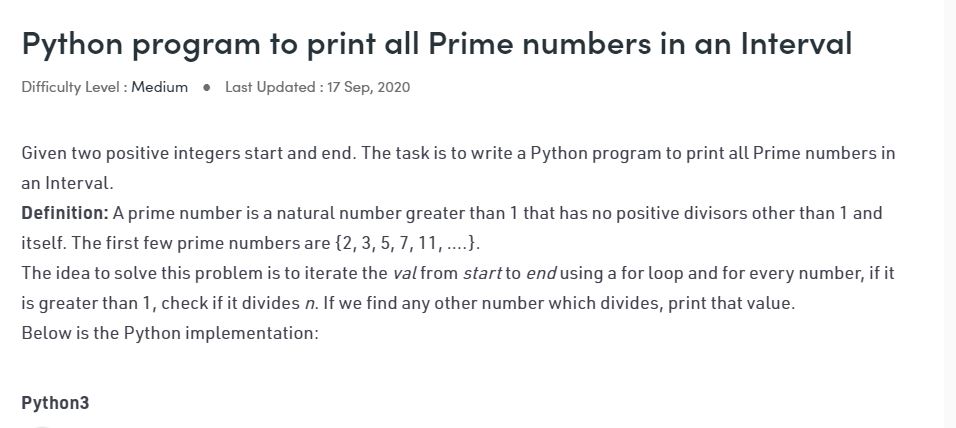 Python program to print all Prime numbers in an Interval
Difficulty Level : Medium ● Last Updated : 17 Sep, 2020
Given two positive integers start and end. The task is to write a Python program to print all Prime numbers in
an Interval.
Definition: A prime number is a natural number greater than 1 that has no positive divisors other than 1 and
itself. The first few prime numbers are {2, 3, 5, 7, 11, ....}.
The idea to solve this problem is to iterate the val from start to end using a for loop and for every number, if it
is greater than 1, check if it divides n. If we find any other number which divides, print that value.
Below is the Python implementation:
Python3